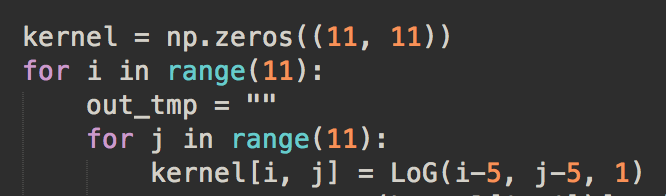 kernel = np.zeros((11, 11))
for i in range(11):
    out_tmp = ""
    for j in range(11):
        kernel[i, j] = LoG(i-5, j-5, 1)